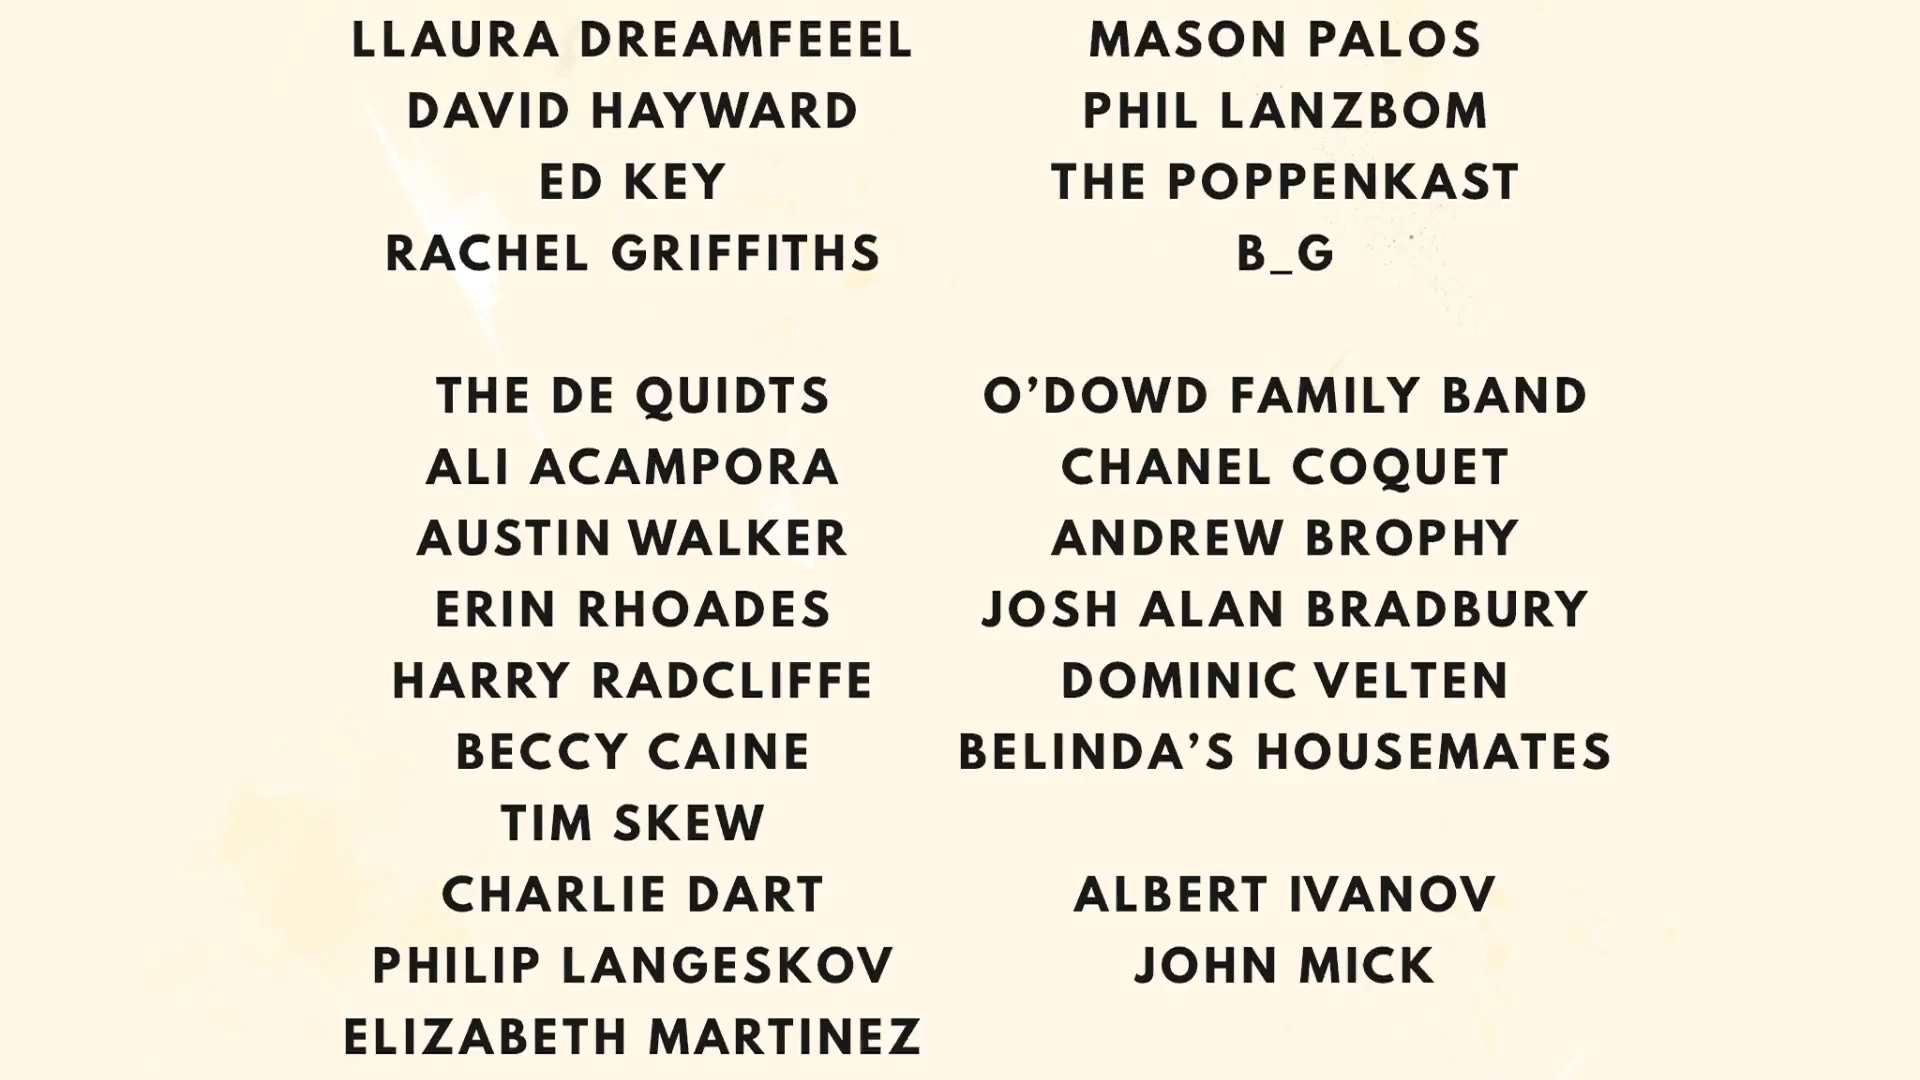 LLAURA DREAMFEEEL
DAVID HAYWARD
ED KEY
RACHEL GRIFFITHS
THE DE QUIDTS
ALI ACAMPORA
AUSTIN WALKER
ERIN RHOADES
HARRY RADCLIFFE
BECCY CAINE
TIM SKEW
CHARLIE DART
PHILIP LANGESKOV
ELIZABETH MARTINEZ
MASON PALOS
PHIL LANZBOM
THE POPPENKAST
B_G
O’DOWD FAMILY BAND
CHANEL COQUET
ANDREW BROPHY
JOSH ALAN BRADBURY
DOMINIC VELTEN
BELINDA’S HOUSEMATES
ALBERT IVANOV
JOHN MICK